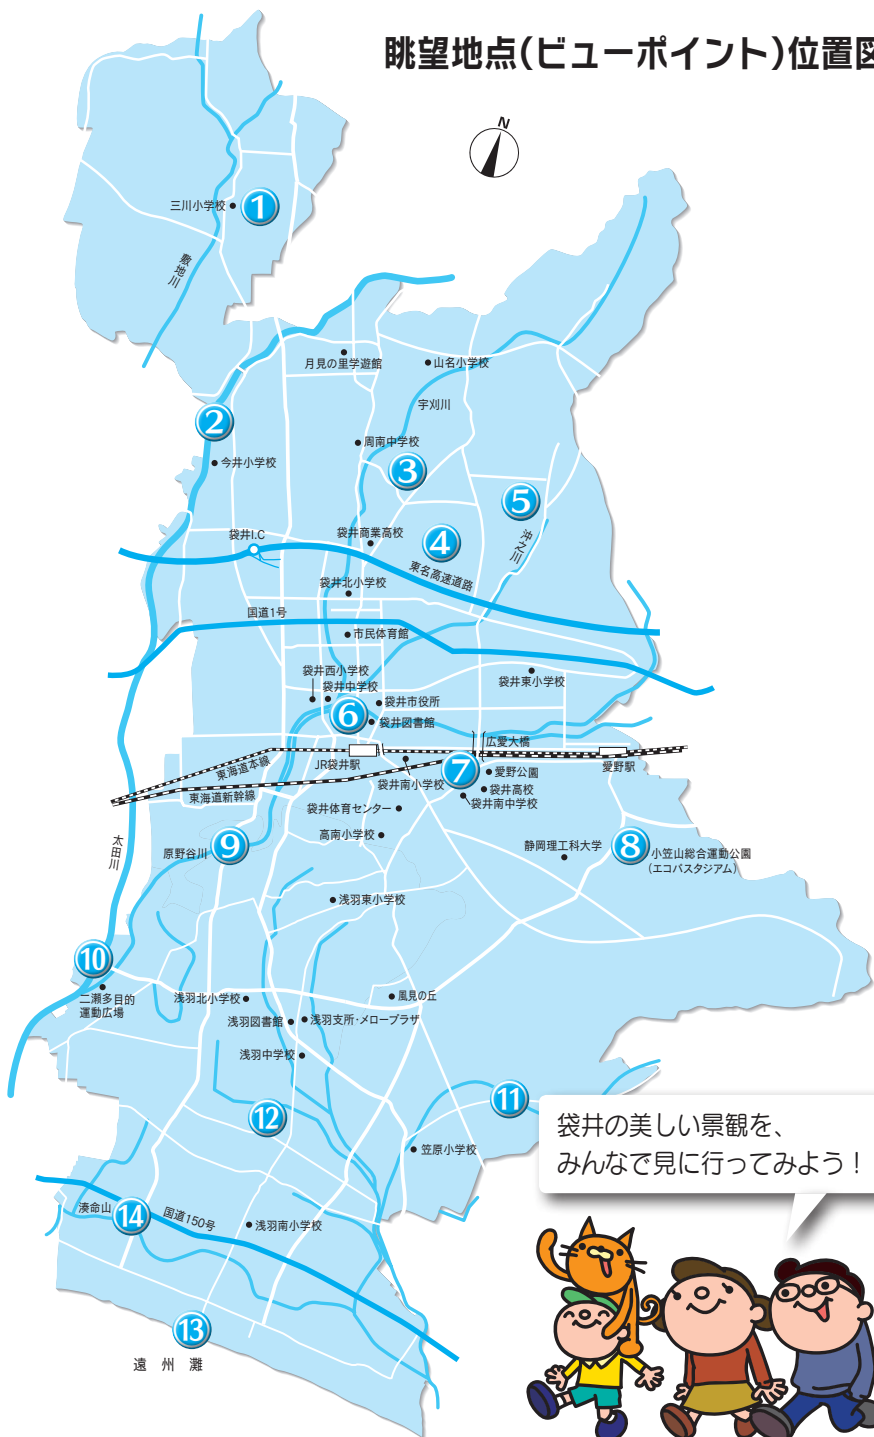 眺望地点(ビューポイント)位置図
N
三川小学校
1
敷地川
月見の里学遊館
山名小学校
宇刈川
2
周南中学校
今井小学校
3
5
袋井I.C
袋井商業高校
4
沖之川
東名高速道路
袋井北小学校
国道1号
市民体育館
袋井西小学校
袋井中学校
袋井東小学校
袋井市役所
6
袋井図書館
広愛大橋
東海道本線
JR袋井駅
7
愛野公園
愛野駅
袋井南小学校
袋井高校
東海道新幹線
袋井南中学校
袋井体育センター
太田川
高南小学校
原野谷川
9
静岡理工科大学
8
小笠山総合運動公園
(エコパスタジアム)
浅羽東小学校
10
二瀬多目的
運動広場
浅羽北小学校
風見の丘
浅羽図書館
浅羽支所・メロープラザ
浅羽中学校
11
12
笠原小学校
袋井の美しい景観を、
みんなで見に行ってみよう！
湊命山
14
国道150号
浅羽南小学校
13
遠州灘